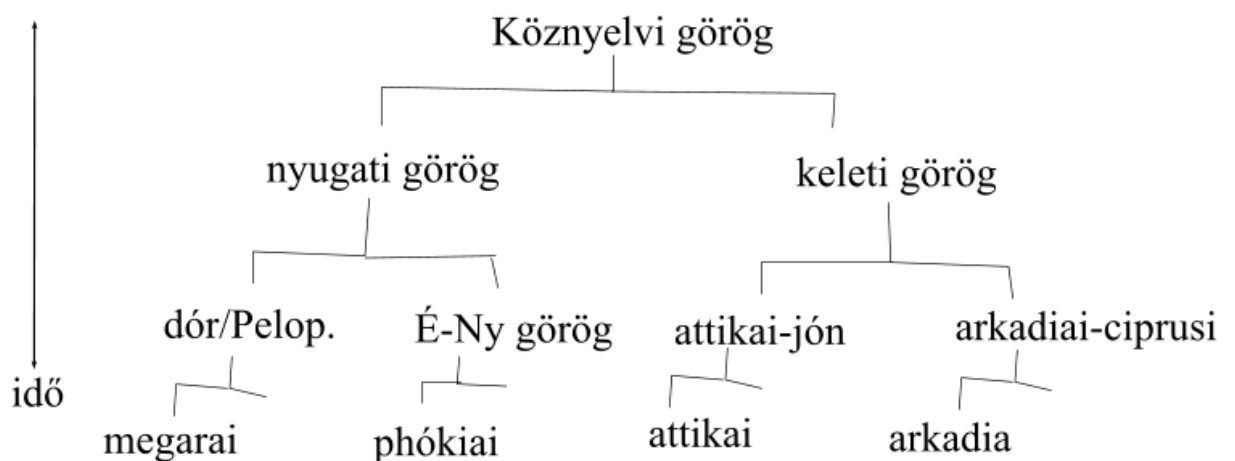 Köznyelvi görög
nyugati görög
keleti görög
dór/Pelop.
É-Ny görög
attikai-jón
arkadiai-ciprusi
idő
megarai
phókiai
attikai
arkadia